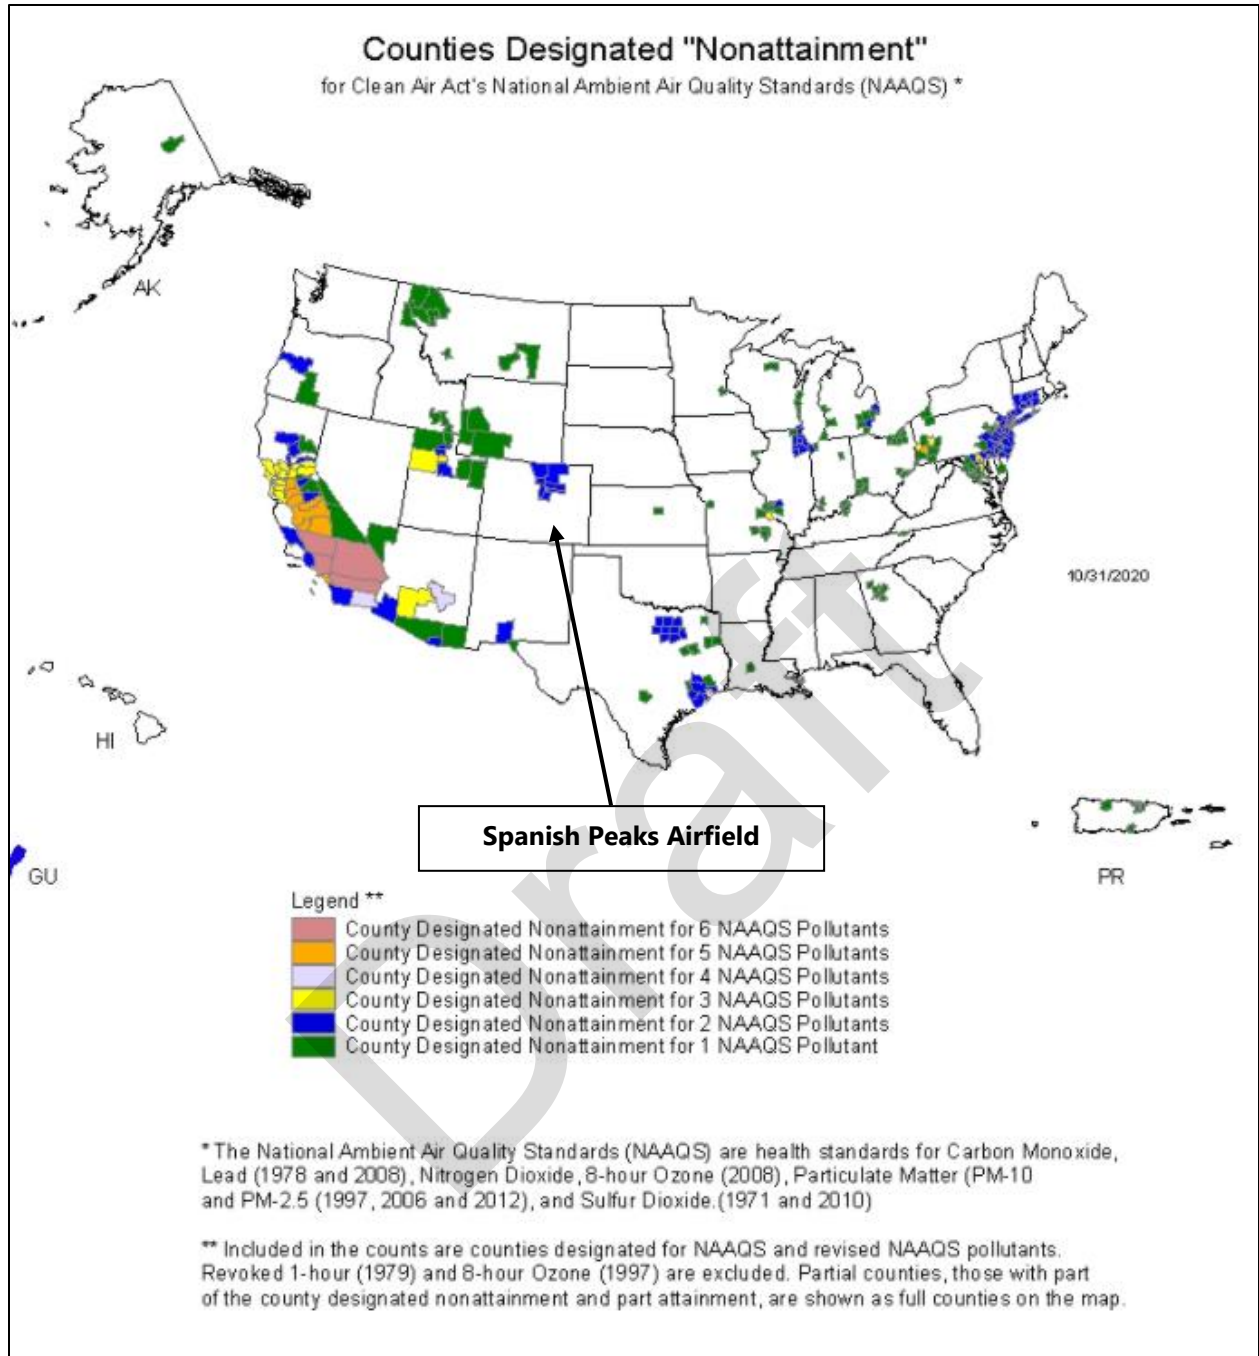 Counties Designated "Nonattainment"
for Clean Air Act's National Ambient Air Quality Standards (NAAQS) *
AK
10/31/2020
HI
Spanish Peaks Airfield
GU
PR
Legend **
County Designated Nonattainment for 6 NAAQS Pollutants
County Designated Nonattainment for 5 NAAQS Pollutants
County Designated Nonattainment for 4 NAAQS Pollutants
County Designated Nonattainment for 3 NAAQS Pollutants
County Designated Nonattainment for 2 NAAQS Pollutants
County Designated Nonattainment for 1 NAAQS Pollutant
Draft
* The National Ambient Air Quality Standards (NAAQS) are health standards for Carbon Monoxide,
Lead (1978 and 2008), Nitrogen Dioxide, 8-hour Ozone (2008), Particulate Matter (PM-10
and PM-2.5 (1997, 2006 and 2012), and Sulfur Dioxide.(1971 and 2010)
** Included in the counts are counties designated for NAAQS and revised NAAQS pollutants.
Revoked 1-hour (1979) and 8-hour Ozone (1997) are excluded. Partial counties, those with part
of the county designated nonattainment and part attainment, are shown as full counties on the map.